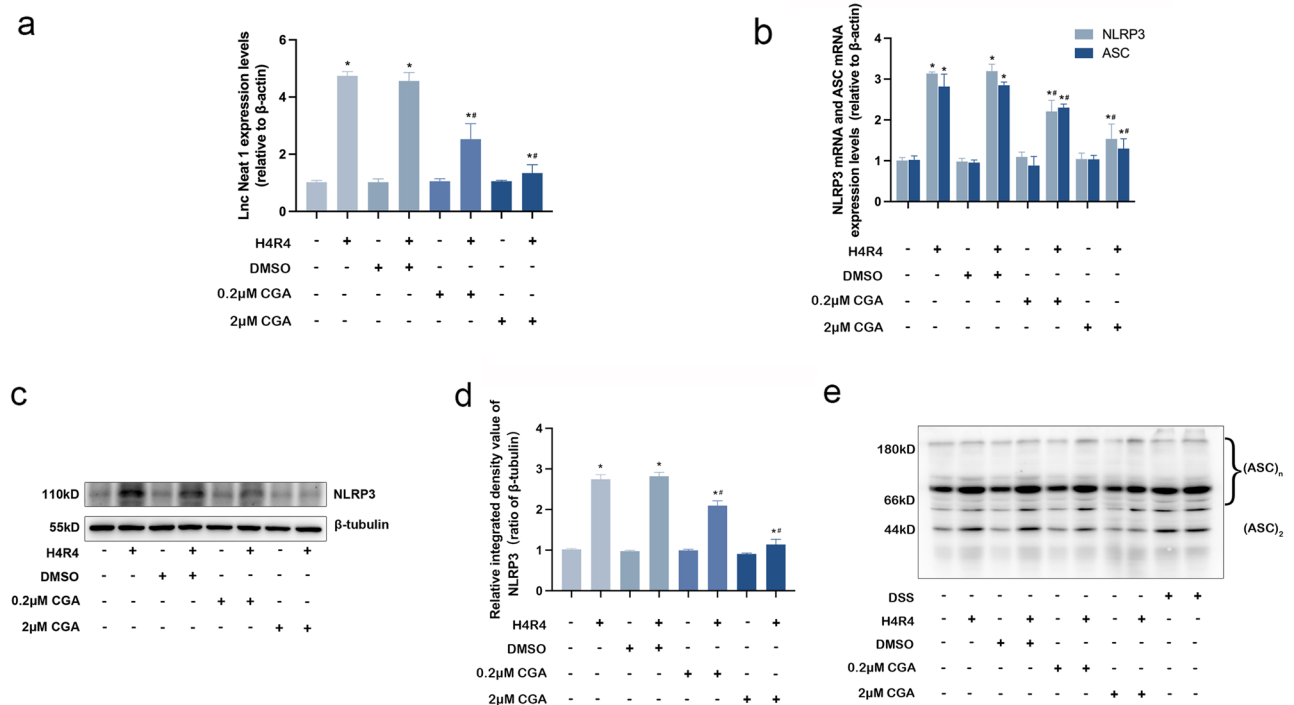 a
Lnc Neat 1 expression levels
(relative to β-actin)
6
4
2
0
H4R4 - + - + - + - +
DMSO - - + + - - - -
0.2μM CGA - - - - + + - -
2μM CGA - - - - - - + +
* * *# *#
b
NLRP3 mRNA and ASC mRNA
expression levels (relative to β-actin)
4
3
2
1
0
NLRP3
ASC
* * * * *# *# *# *#
H4R4 - + - + - + - +
DMSO - - + + - - - -
0.2μM CGA - - - - + + - -
2μM CGA - - - - - - + +
c
110kD NLRP3
55kD β-tubulin
H4R4 - + - + - + - +
DMSO - - + + - - - -
0.2μM CGA - - - - + + - -
2μM CGA - - - - - - + +
d
Relative integrated density value of
NLRP3 (ratio of β-tubulin)
4
3
2
1
0
* * *# *#
H4R4 - + - + - + - +
DMSO - - + + - - - -
0.2μM CGA - - - - + + - -
2μM CGA - - - - - - + +
e
180kD
66kD
44kD
(ASC)n
(ASC)2
DSS - - - - - - - - + +
H4R4 - + - + - + - + - -
DMSO - - + + - - - - - -
0.2μM CGA - - - - + + - - - -
2μM CGA - - - - - - + + - -